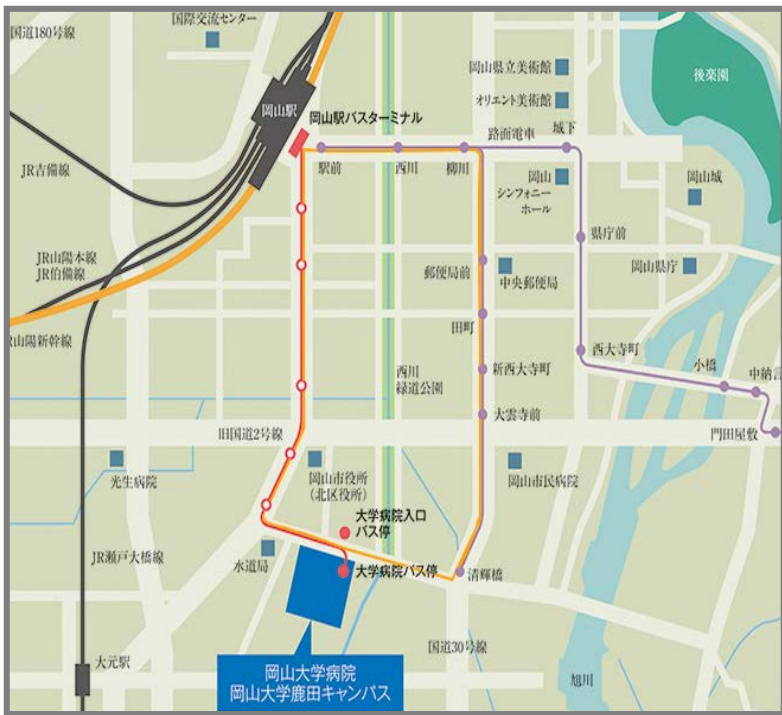 国道180号線
国際交流センター
岡山駅
岡山駅バスターミナル
岡山県立美術館
オリエント美術館
後楽園
路面電車
城下
駅前
西川
柳川
JR吉備線
岡山
シンフォニー
ホール
岡山城
県庁前
JR山陽本線
JR伯備線
郵便局前
中央郵便局
岡山県庁
田町
JR山陽新幹線
西大寺町
小橋
中納言
西川
緑道公園
新西大寺町
大雲寺前
旧国道2号線
門田屋敷
光生病院
岡山市役所
(北区役所)
岡山市民病院
大学病院入口
バス停
JR瀬戸大橋線
水道局
大学病院バス停
清輝橋
国道30号線
大元駅
岡山大学病院
岡山大学鹿田キャンパス
旭川